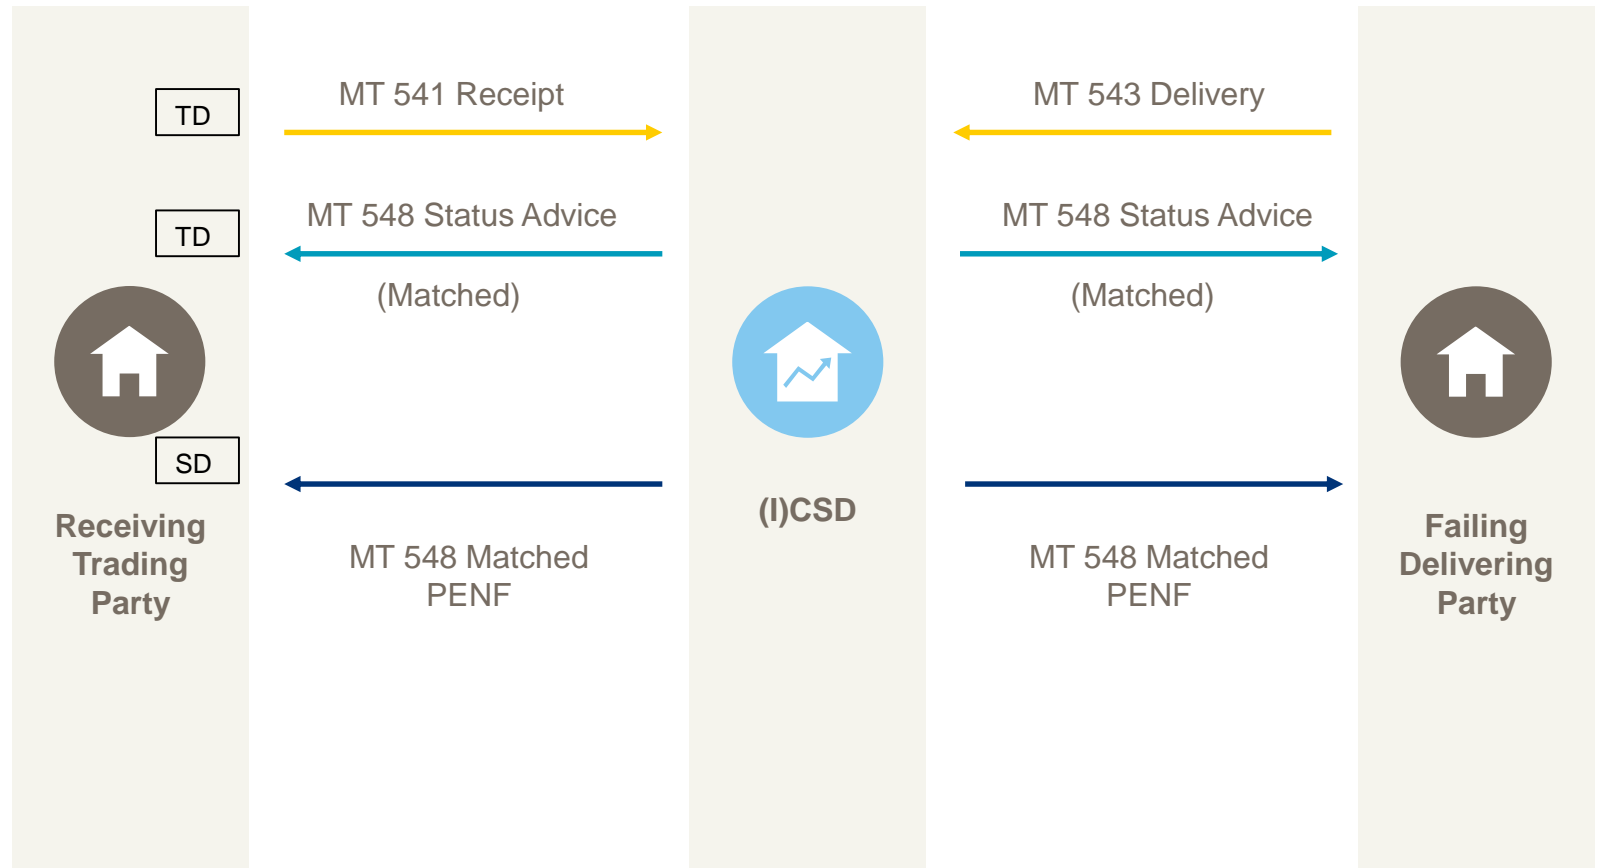 MT 541 Receipt
MT 543 Delivery
TD
MT 548 Status Advice
MT 548 Status Advice
TD
(Matched)
(Matched)
SD
(I)CSD
Receiving
Trading
Party
MT 548 Matched
PENF
MT 548 Matched
PENF
Failing
Delivering
Party